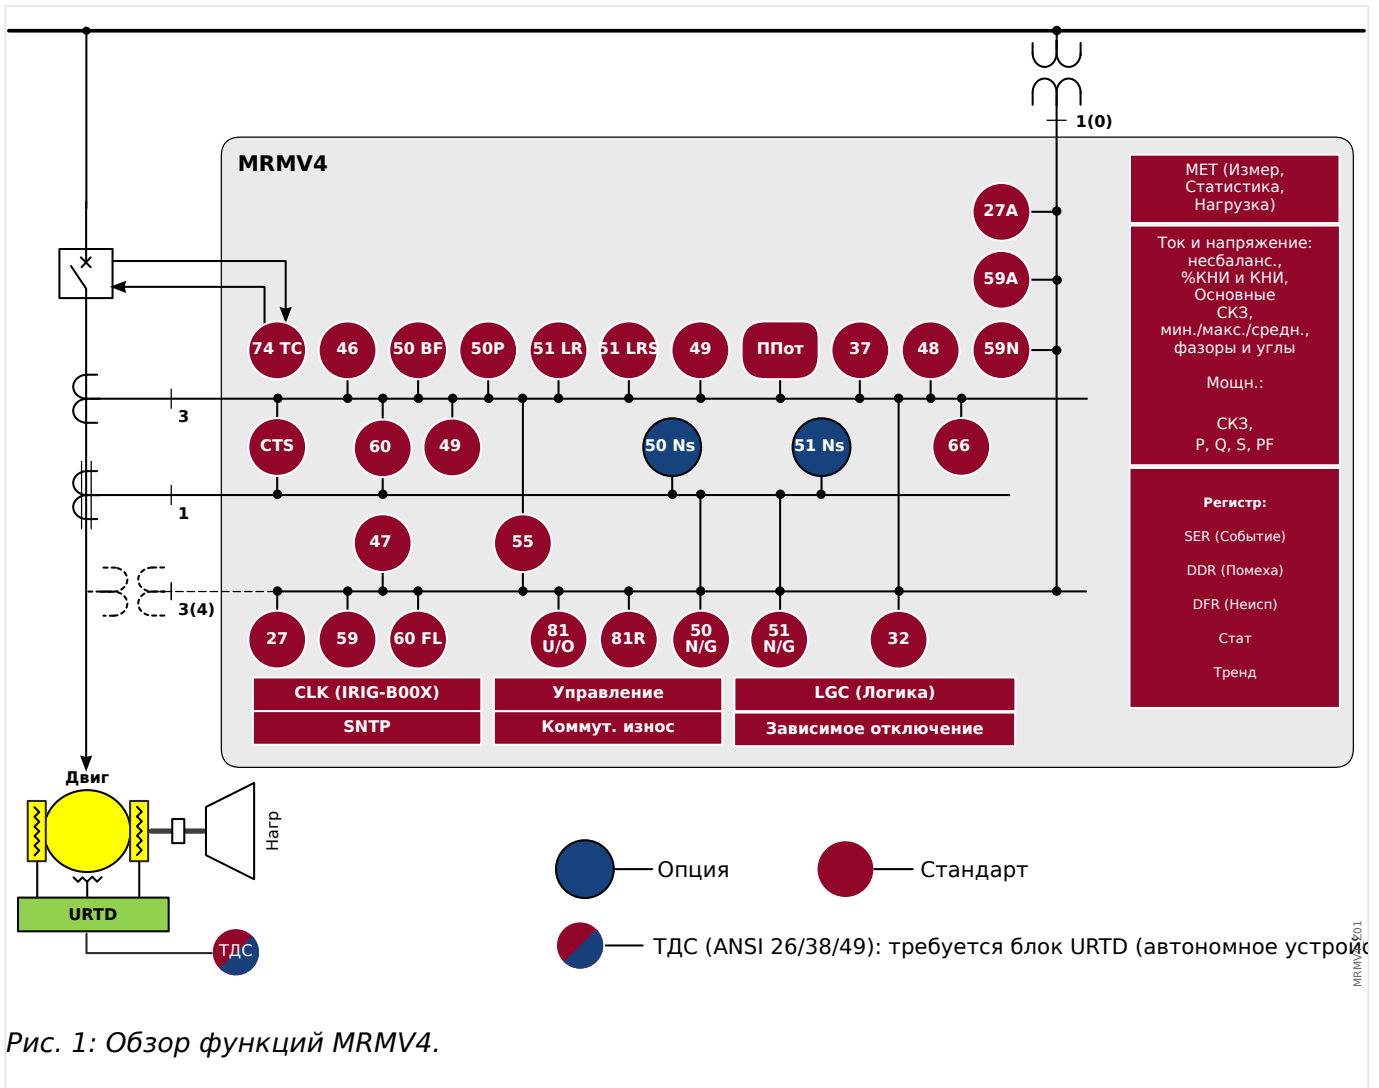 1(0)
MRMV4
МЕТ (Измер,
Статистика,
Нагрузка)
27A
Ток и напряжение:
несбаланс.,
%КНИ и КНИ,
Основные
СКЗ,
мин./макс./средн.,
фазоры и углы
Мощн.:
СКЗ,
P, Q, S, PF
59A
74 TC
46
50 BF
50P
51 LR
51 LRS
49
ППот
37
48
59N
3
CTS
60
49
50 Ns
51 Ns
66
1
Регистр:
SER (Событие)
DDR (Помеха)
DFR (Неисп)
Стат
Тренд
47
55
3(4)
27
59
60 FL
81
U/O
81R
50
N/G
51
N/G
32
CLK (IRIG-B00X)
Управление
LGC (Логика)
SNTP
Коммут. износ
Зависимое отключение
Двиг
Нагр
URTD
ТДС
Опция
Стандарт
ТДС (ANSI 26/38/49): требуется блок URTD (автономное
Рис. 1: Обзор функций MRMV4.